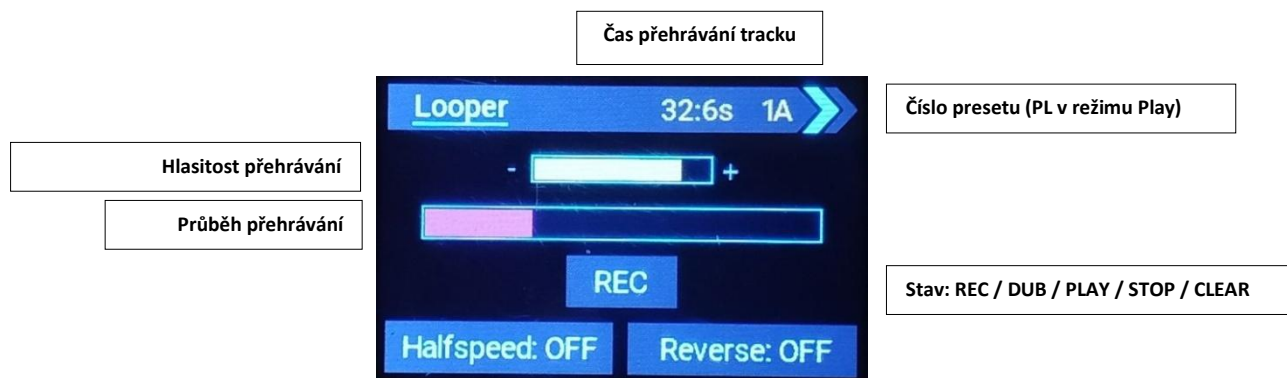 Čas přehrávání tracku
Looper 32:6s 1A
Číslo presetu (PL v režimu Play)
Hlasitost přehrávání
- +
Průběh přehrávání
REC
Stav: REC / DUB / PLAY / STOP / CLEAR
Halfspeed: OFF Reverse: OFF